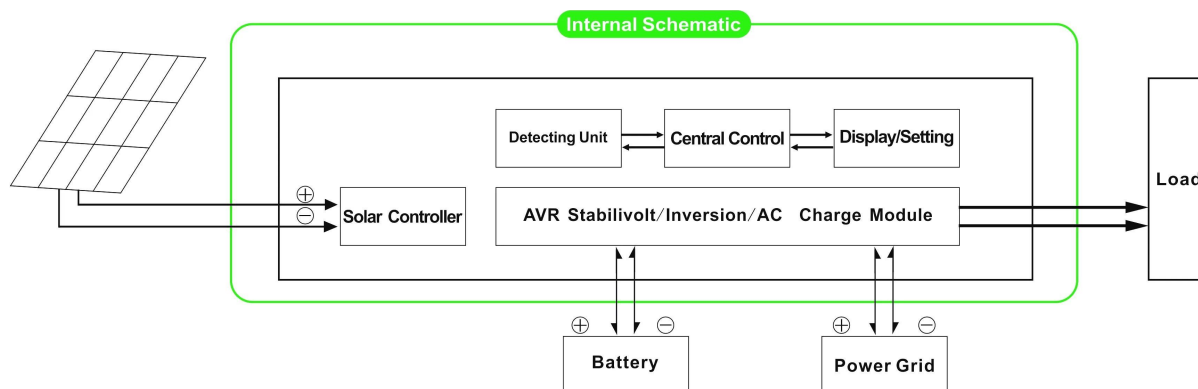 Internal Schematic
Detecting Unit
Central Control
Display/Setting
Load
+
−
Solar Controller
AVR Stabilivolt/Inversion/AC Charge Module
+
−
+
−
Battery
Power Grid